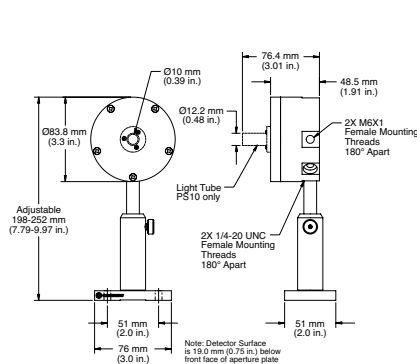 76.4 mm
(3.01 in.)
Ø10 mm
(0.39 in.)
48.5 mm
(1.91 in.)
Ø12.2 mm
(0.48 in.)
2X M6X1
Female Mounting
Threads
180° Apart
Ø83.8 mm
(3.3 in.)
Light Tube
PS10 only
Adjustable
198-252 mm
(7.79-9.97 in.)
2X 1/4-20 UNC
Female Mounting
Threads
180° Apart
51 mm
(2.0 in.)
76 mm
(3.0 in.)
Note: Detector Surface
is 19.0 mm (0.75 in.) below
front face of aperture plate
51 mm
(2.0 in.)